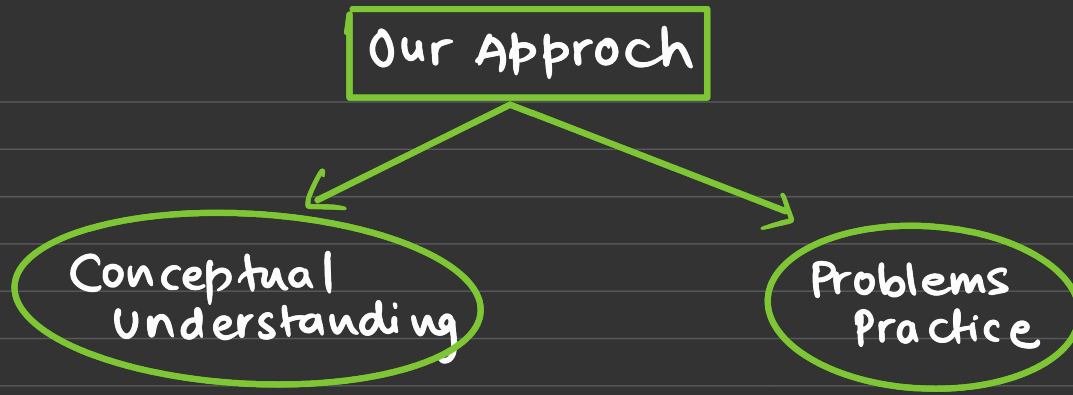 Our Approch
Conceptual
Understanding
Problems
Practice